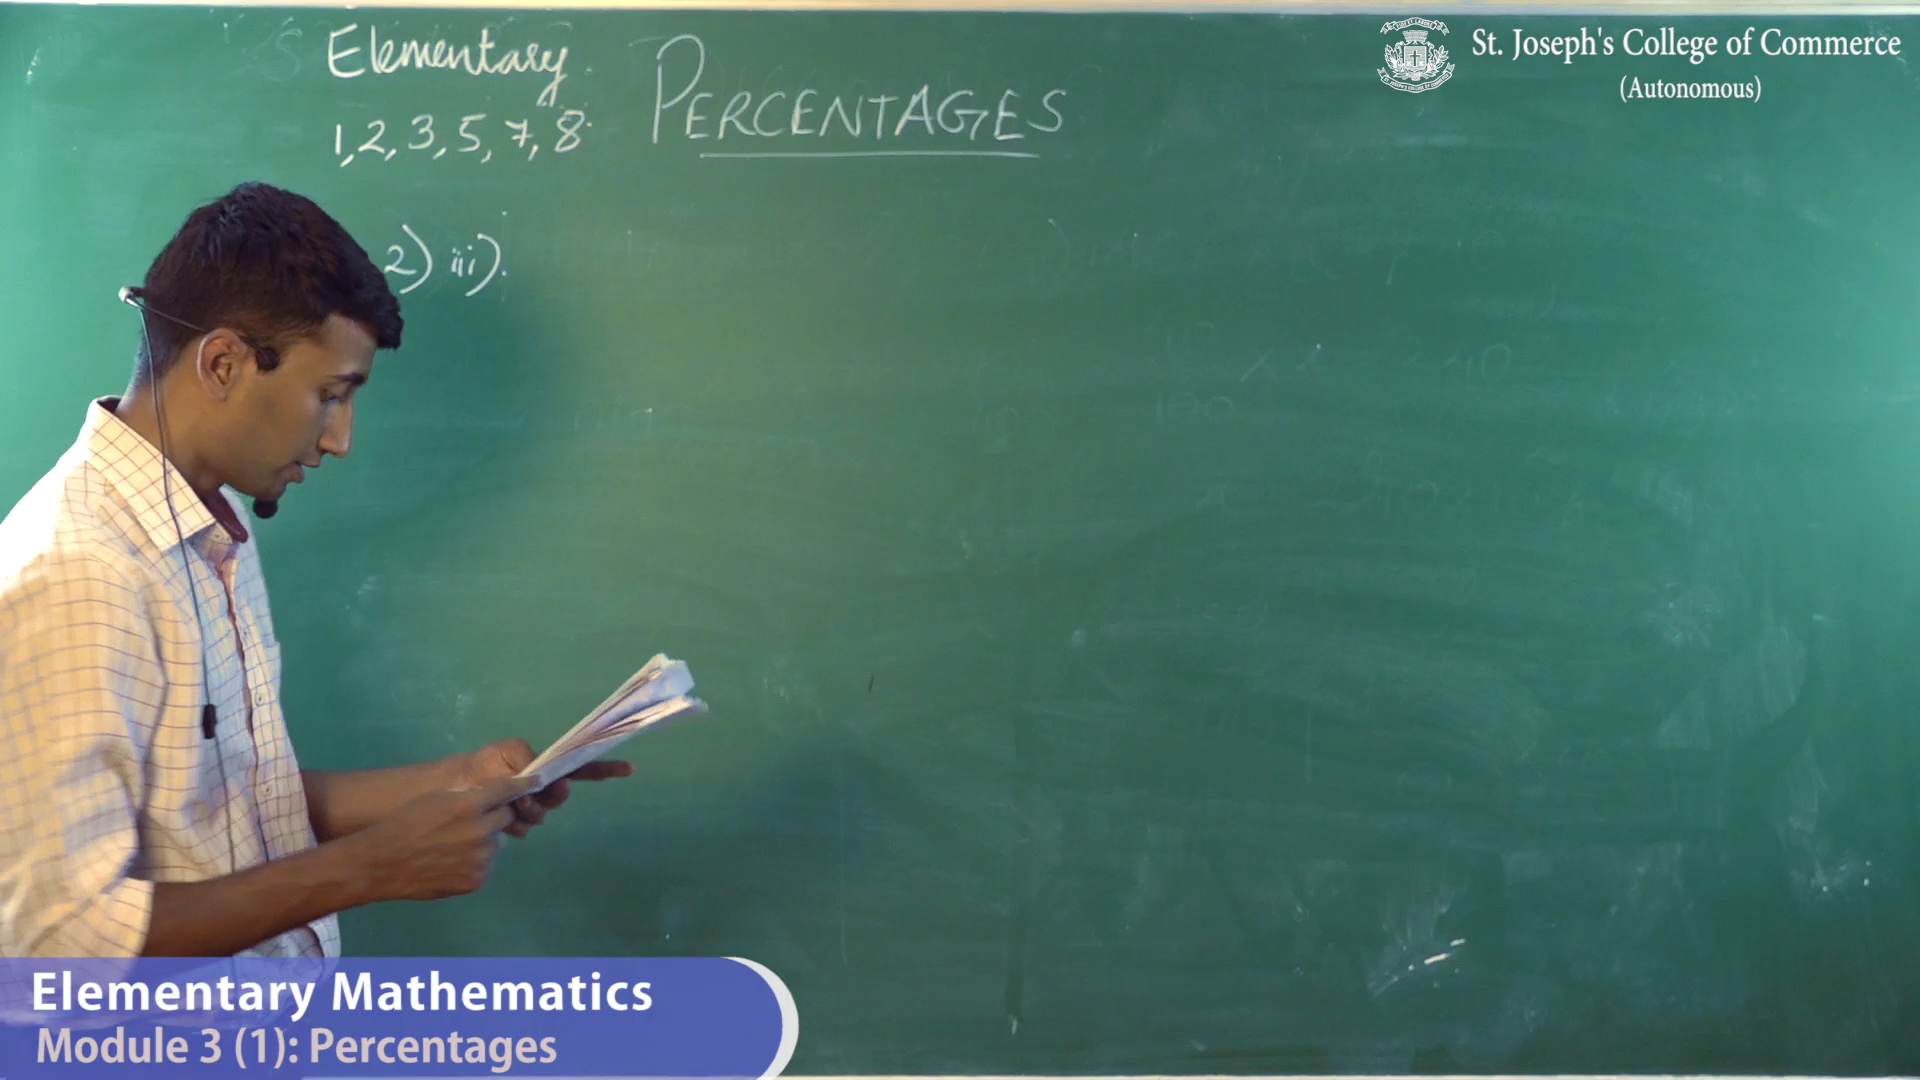 Elementary
1, 2, 3, 5, 7, 8
PERCENTAGES
2) iii).
St. Joseph's College of Commerce
(Autonomous)
Elementary Mathematics
Module 3 (1): Percentages